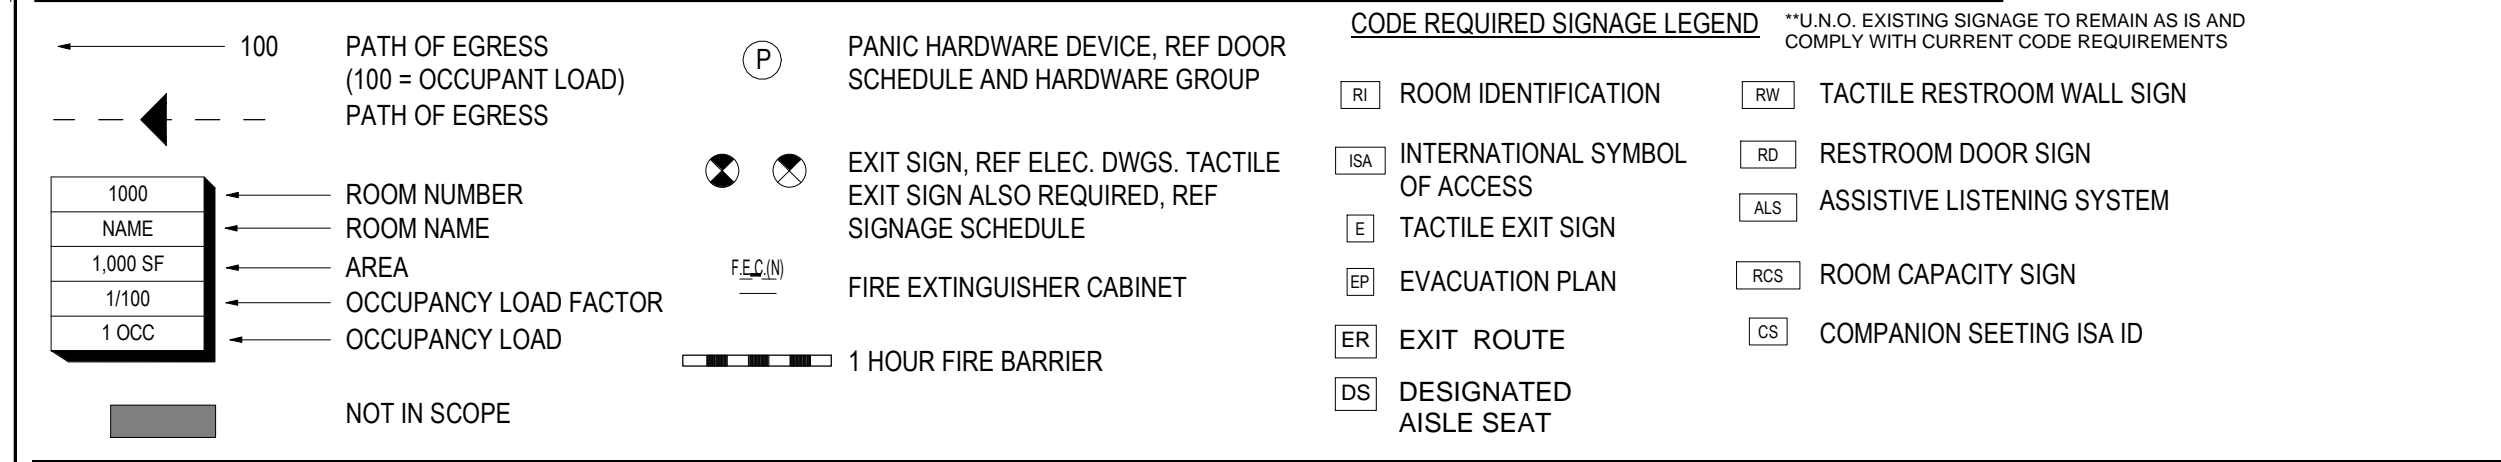 100 PATH OF EGRESS
(100 = OCCUPANT LOAD)
PATH OF EGRESS
1000 ROOM NUMBER
NAME ROOM NAME
1,000 SF AREA
1/100 OCCUPANCY LOAD FACTOR
1 OCC OCCUPANCY LOAD
NOT IN SCOPE
P PANIC HARDWARE DEVICE, REF DOOR
SCHEDULE AND HARDWARE GROUP
EXIT SIGN, REF ELEC. DWGS. TACTILE
EXIT SIGN ALSO REQUIRED, REF
SIGNAGE SCHEDULE
F.E.C.(N)
FIRE EXTINGUISHER CABINET
1 HOUR FIRE BARRIER
CODE REQUIRED SIGNAGE LEGEND
**U.N.O. EXISTING SIGNAGE TO REMAIN AS IS AND
COMPLY WITH CURRENT CODE REQUIREMENTS
RI ROOM IDENTIFICATION
ISA INTERNATIONAL SYMBOL
OF ACCESS
E TACTILE EXIT SIGN
EP EVACUATION PLAN
ER EXIT ROUTE
DS DESIGNATED
AISLE SEAT
RW TACTILE RESTROOM WALL SIGN
RD RESTROOM DOOR SIGN
ALS ASSISTIVE LISTENING SYSTEM
RCS ROOM CAPACITY SIGN
CS COMPANION SEETING ISA ID